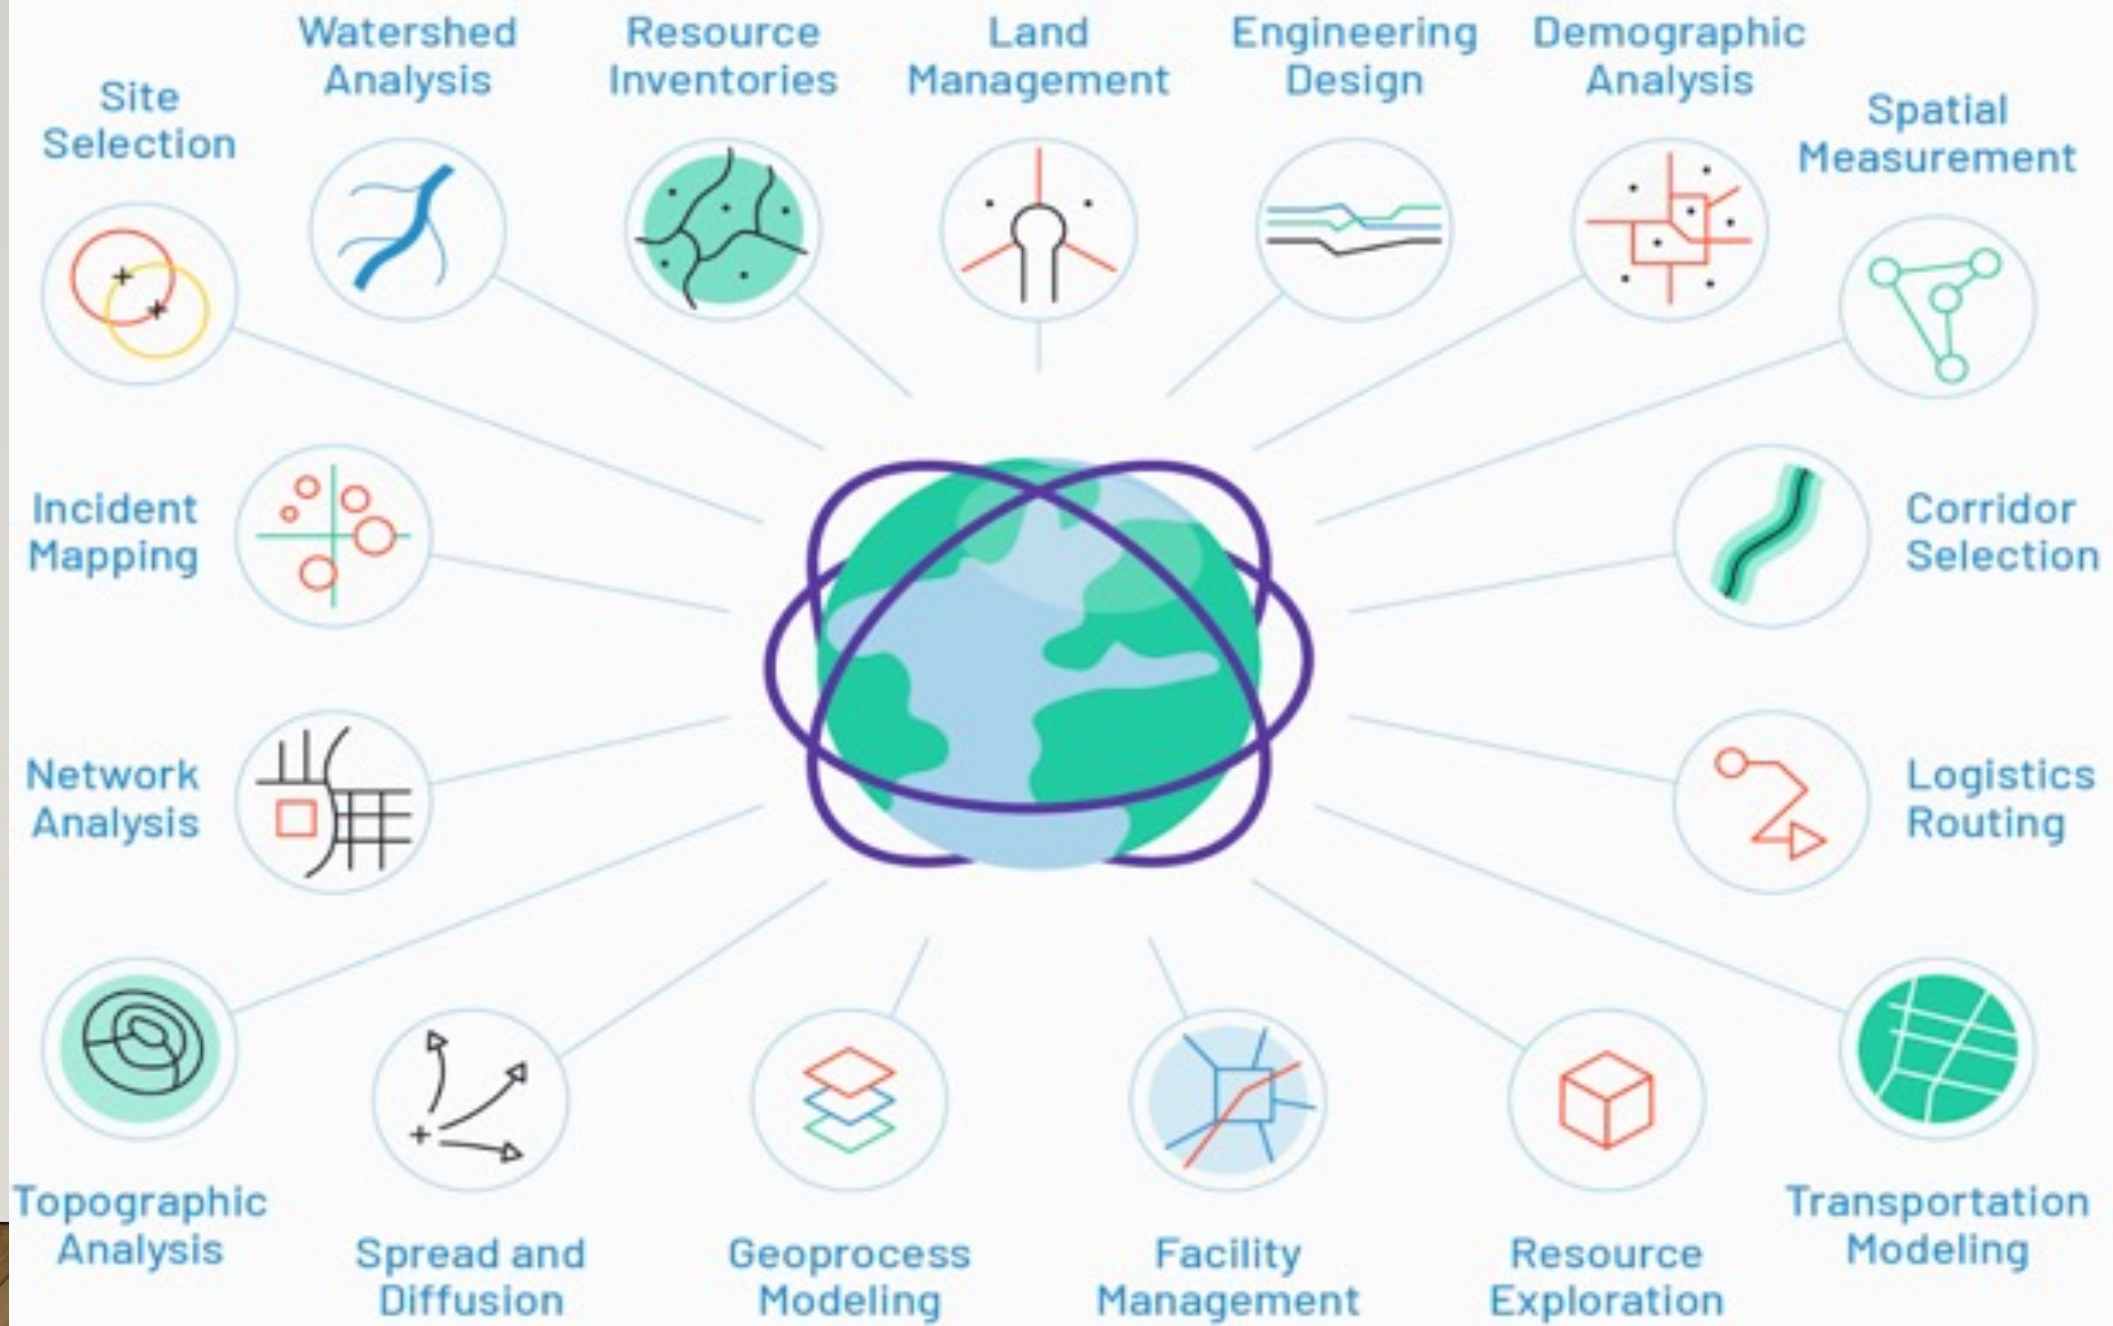 Watershed
Analysis
Resource
Inventories
Land
Management
Engineering
Design
Demographic
Analysis
Site
Selection
Spatial
Measurement
Incident
Mapping
Corridor
Selection
Network
Analysis
Logistics
Routing
Topographic
Analysis
Spread and
Diffusion
Geoprocess
Modeling
Facility
Management
Resource
Exploration
Transportation
Modeling